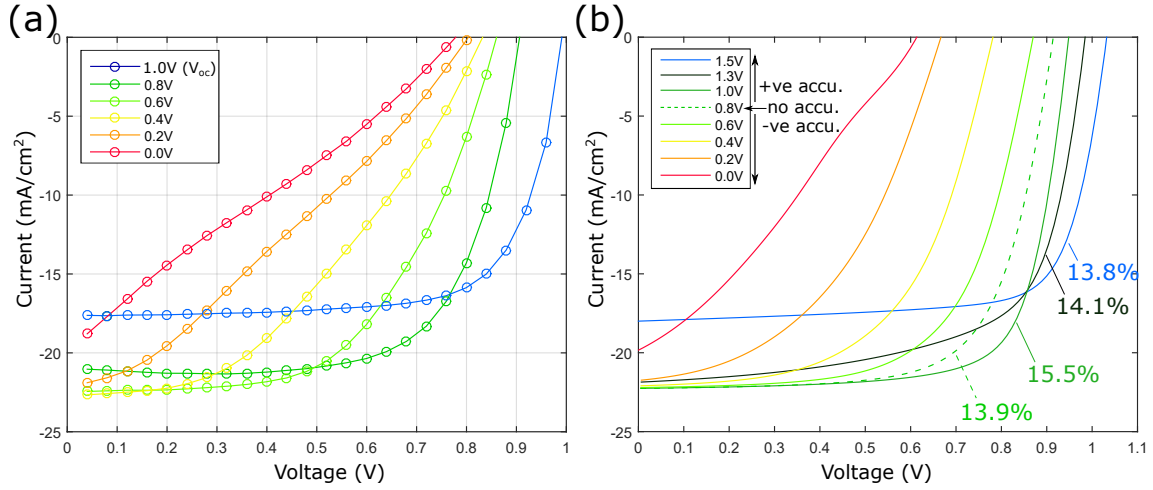 (a)
0
-5
-10
-15
-20
-25
Current (mA/cm²)
0
0.1
0.2
0.3
0.4
0.5
0.6
0.7
0.8
0.9
1
Voltage (V)
1.0V (Voc)
0.8V
0.6V
0.4V
0.2V
0.0V
(b)
0
-5
-10
-15
-20
-25
Current (mA/cm²)
0
0.1
0.2
0.3
0.4
0.5
0.6
0.7
0.8
0.9
1
1.1
Voltage (V)
1.5V
1.3V
1.0V
0.8V
0.6V
0.4V
0.2V
0.0V
+ve accu.
no accu.
-ve accu.
13.8%
14.1%
15.5%
13.9%